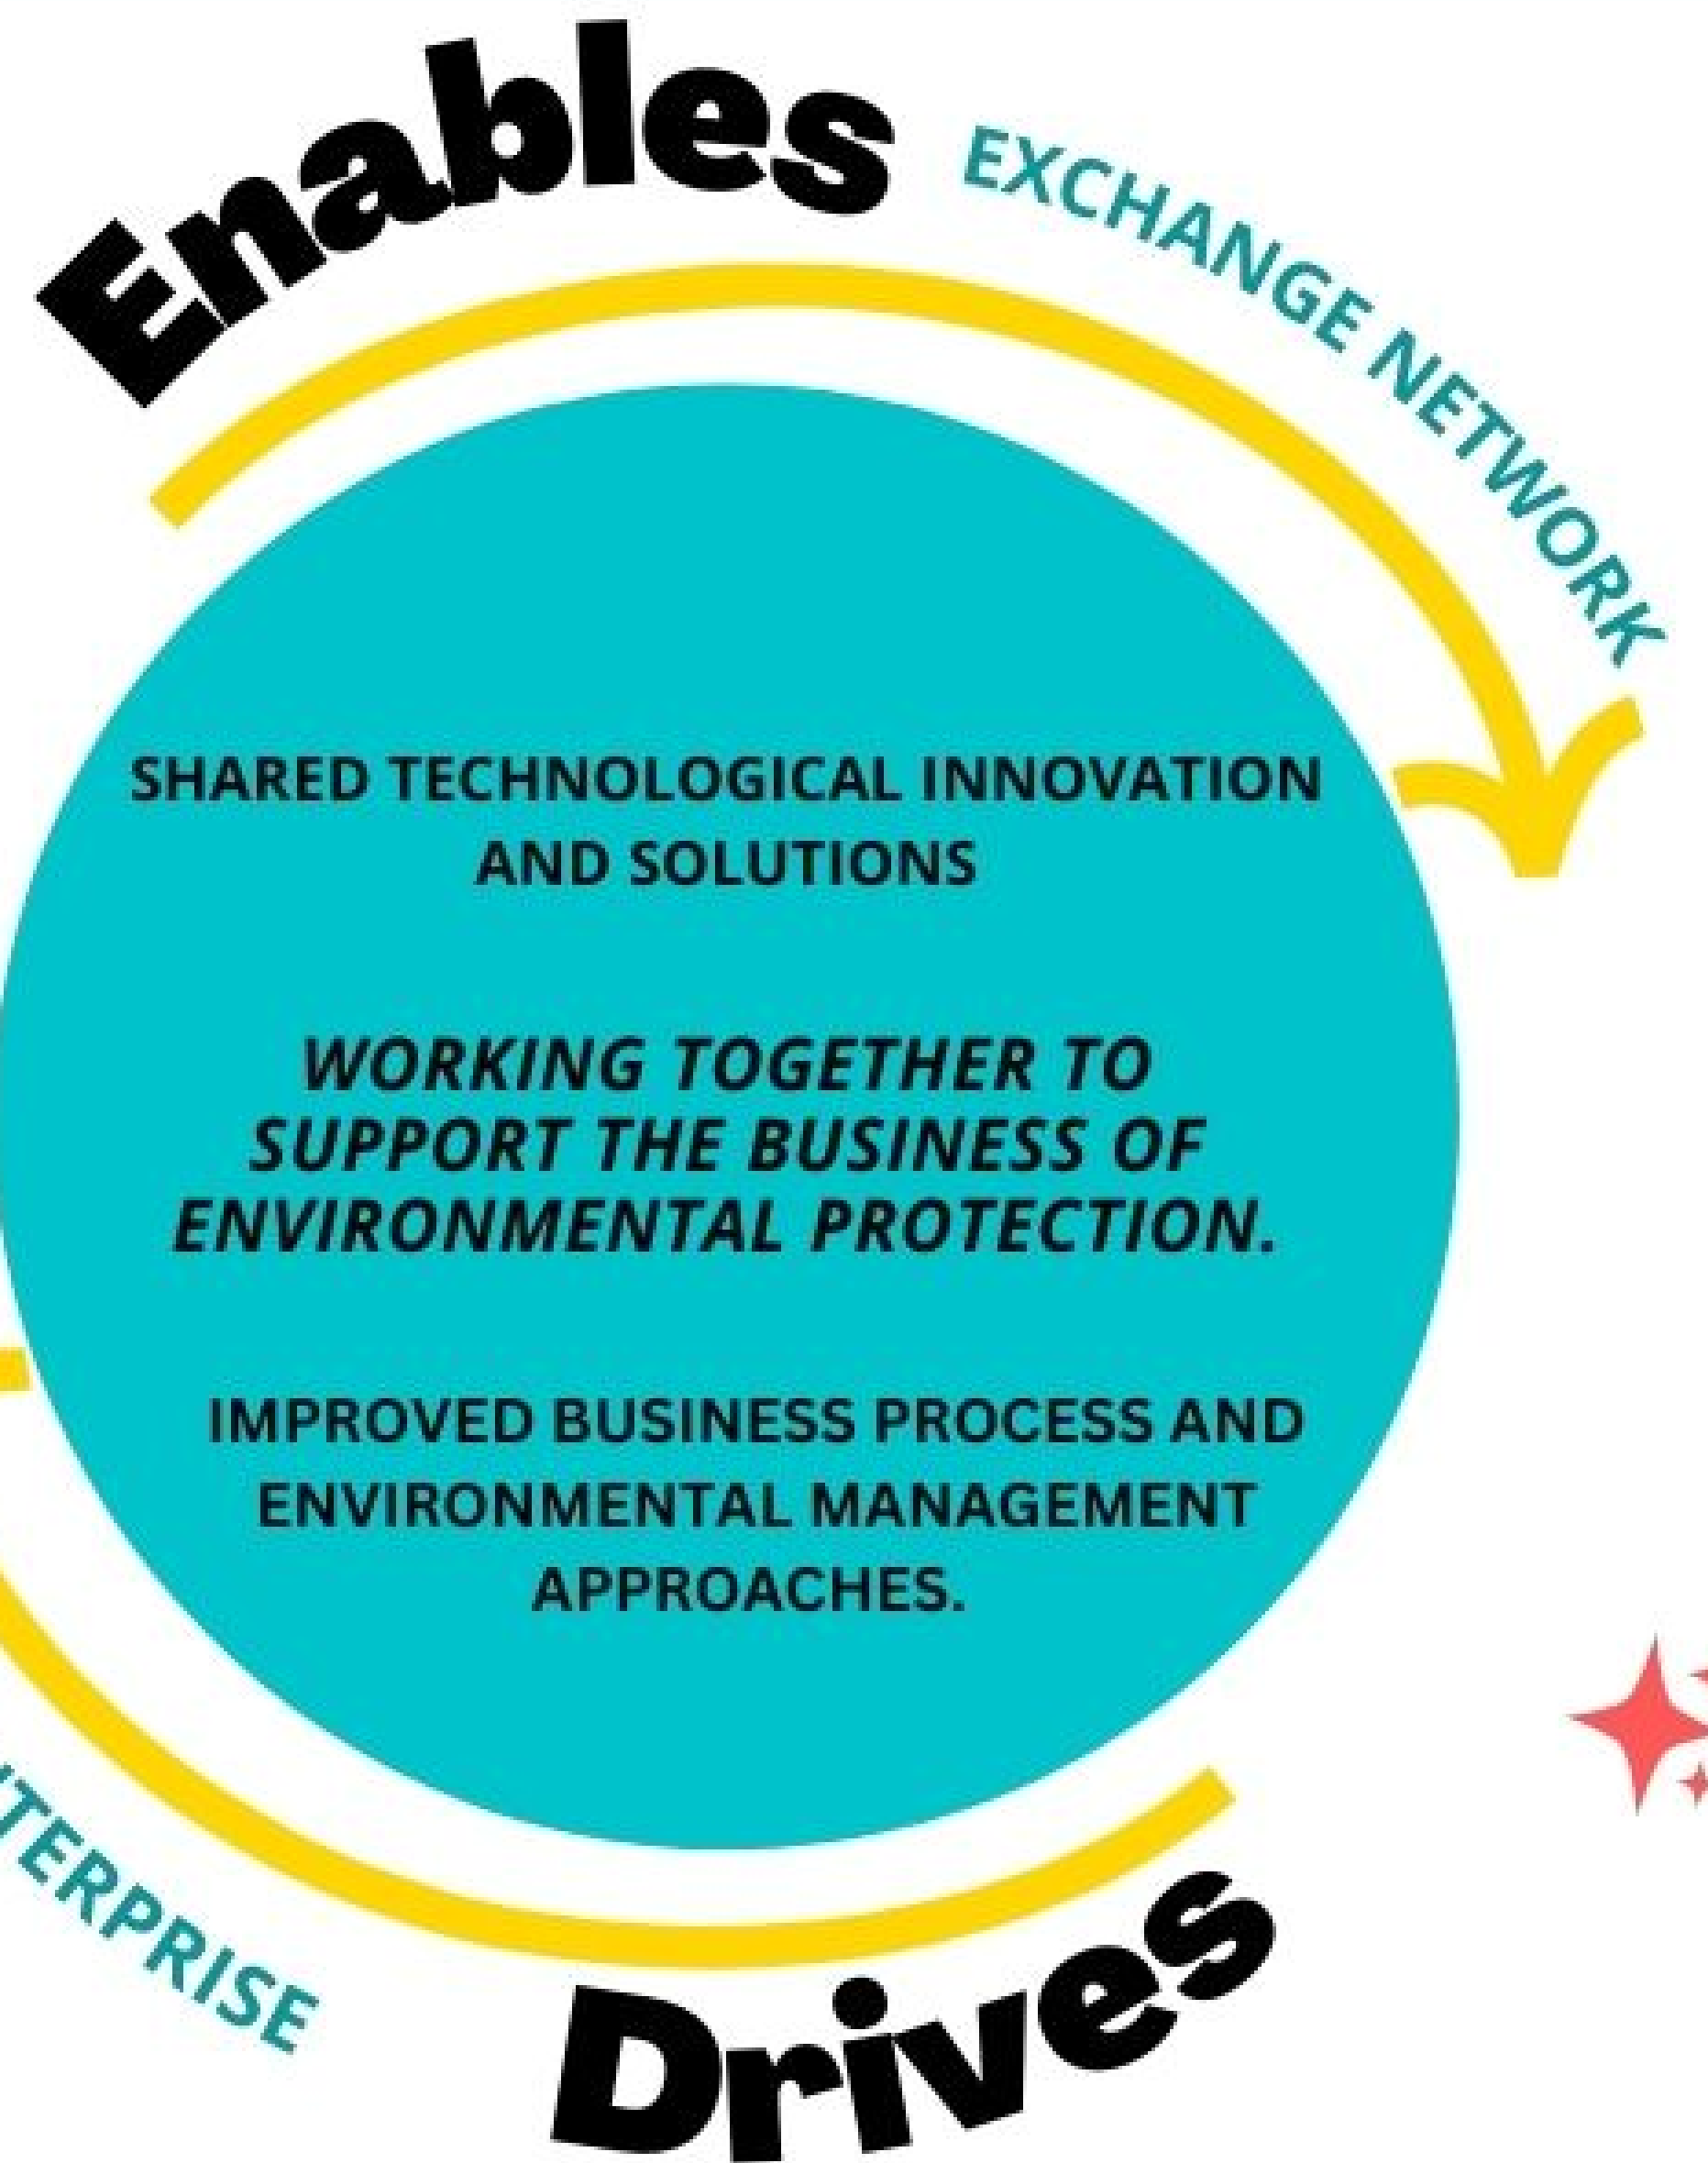 Enables
EXCHANGE NETWORK
SHARED TECHNOLOGICAL INNOVATION
AND SOLUTIONS
WORKING TOGETHER TO
SUPPORT THE BUSINESS OF
ENVIRONMENTAL PROTECTION.
IMPROVED BUSINESS PROCESS AND
ENVIRONMENTAL MANAGEMENT
APPROACHES.
Drives